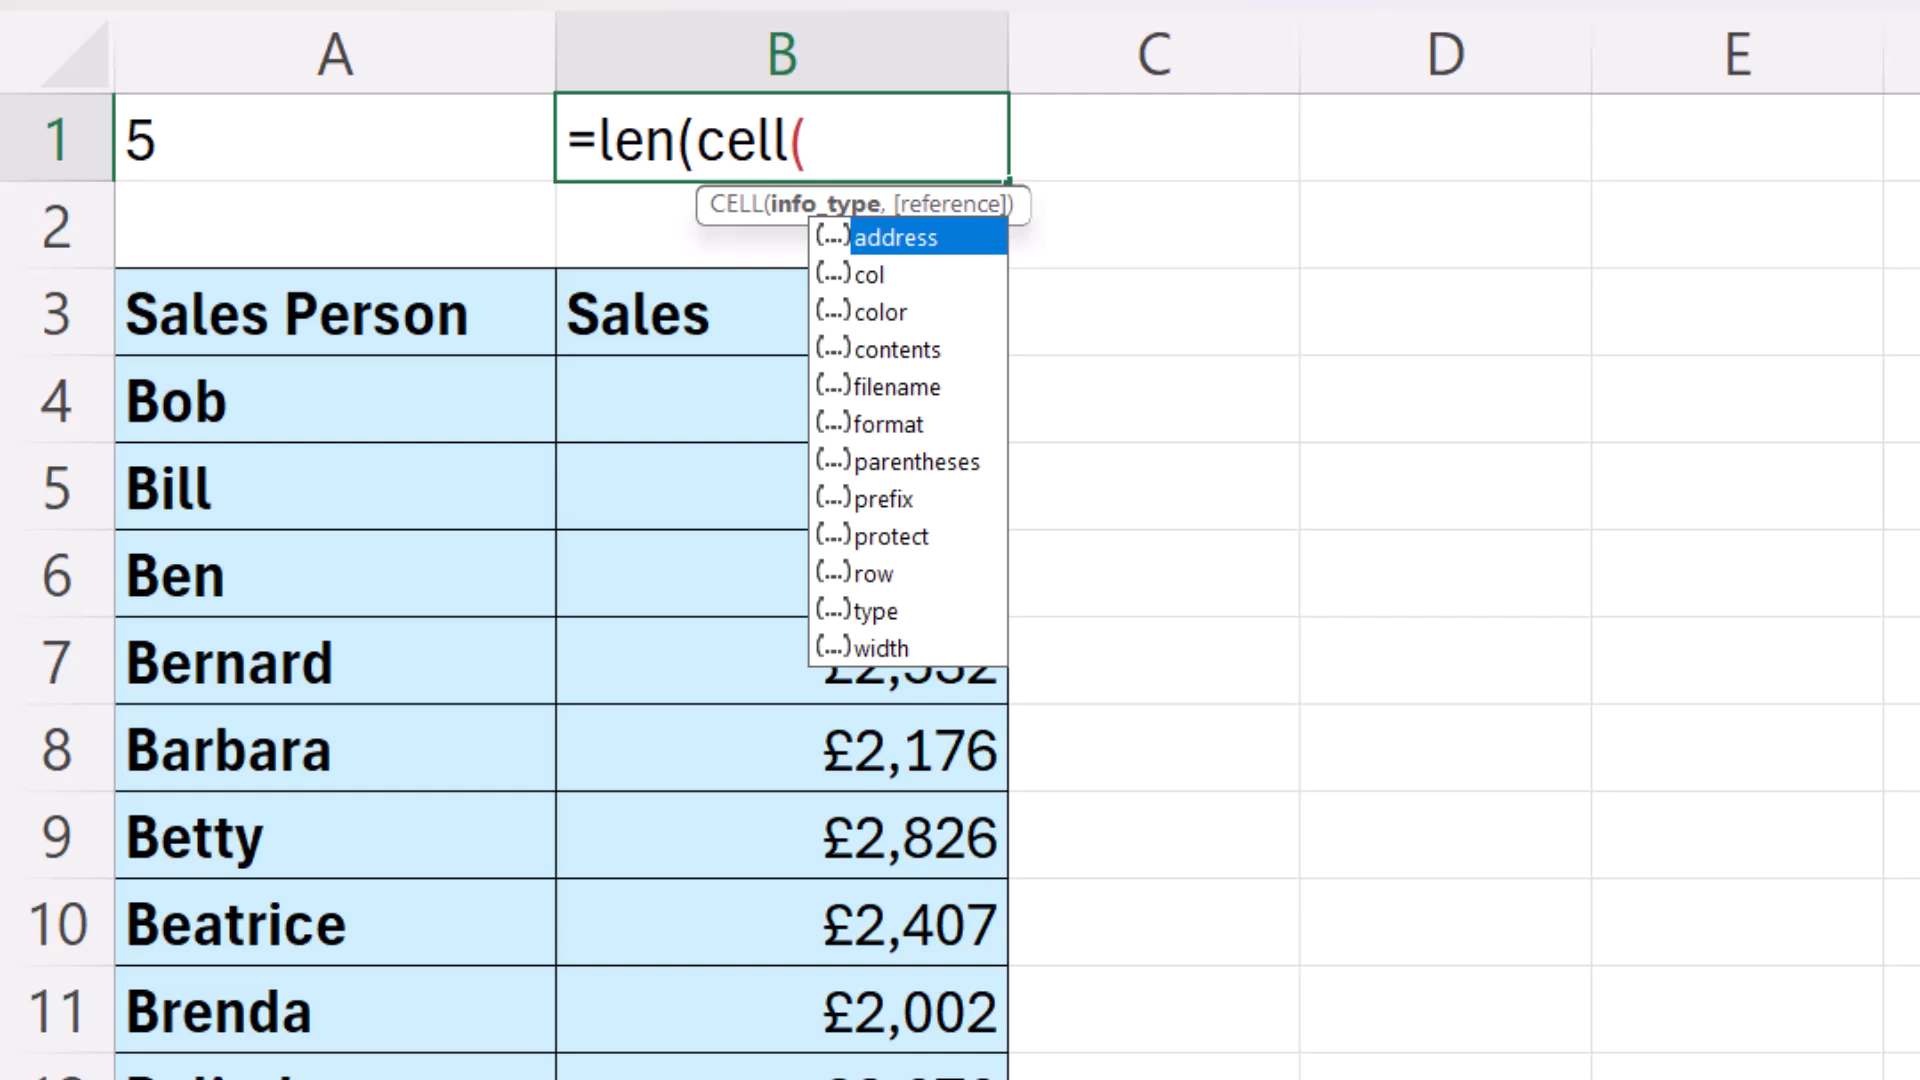 A B C D E
1 5 =len(cell(
CELL(info_type, [reference])
2
(...) address
(...) col
3 Sales Person Sales
(...) color
(...) contents
4 Bob
(...) filename
(...) format
5 Bill
(...) parentheses
(...) prefix
6 Ben
(...) protect
(...) row
(...) type
7 Bernard
(...) width
8 Barbara £2,176
9 Betty £2,826
10 Beatrice £2,407
11 Brenda £2,002